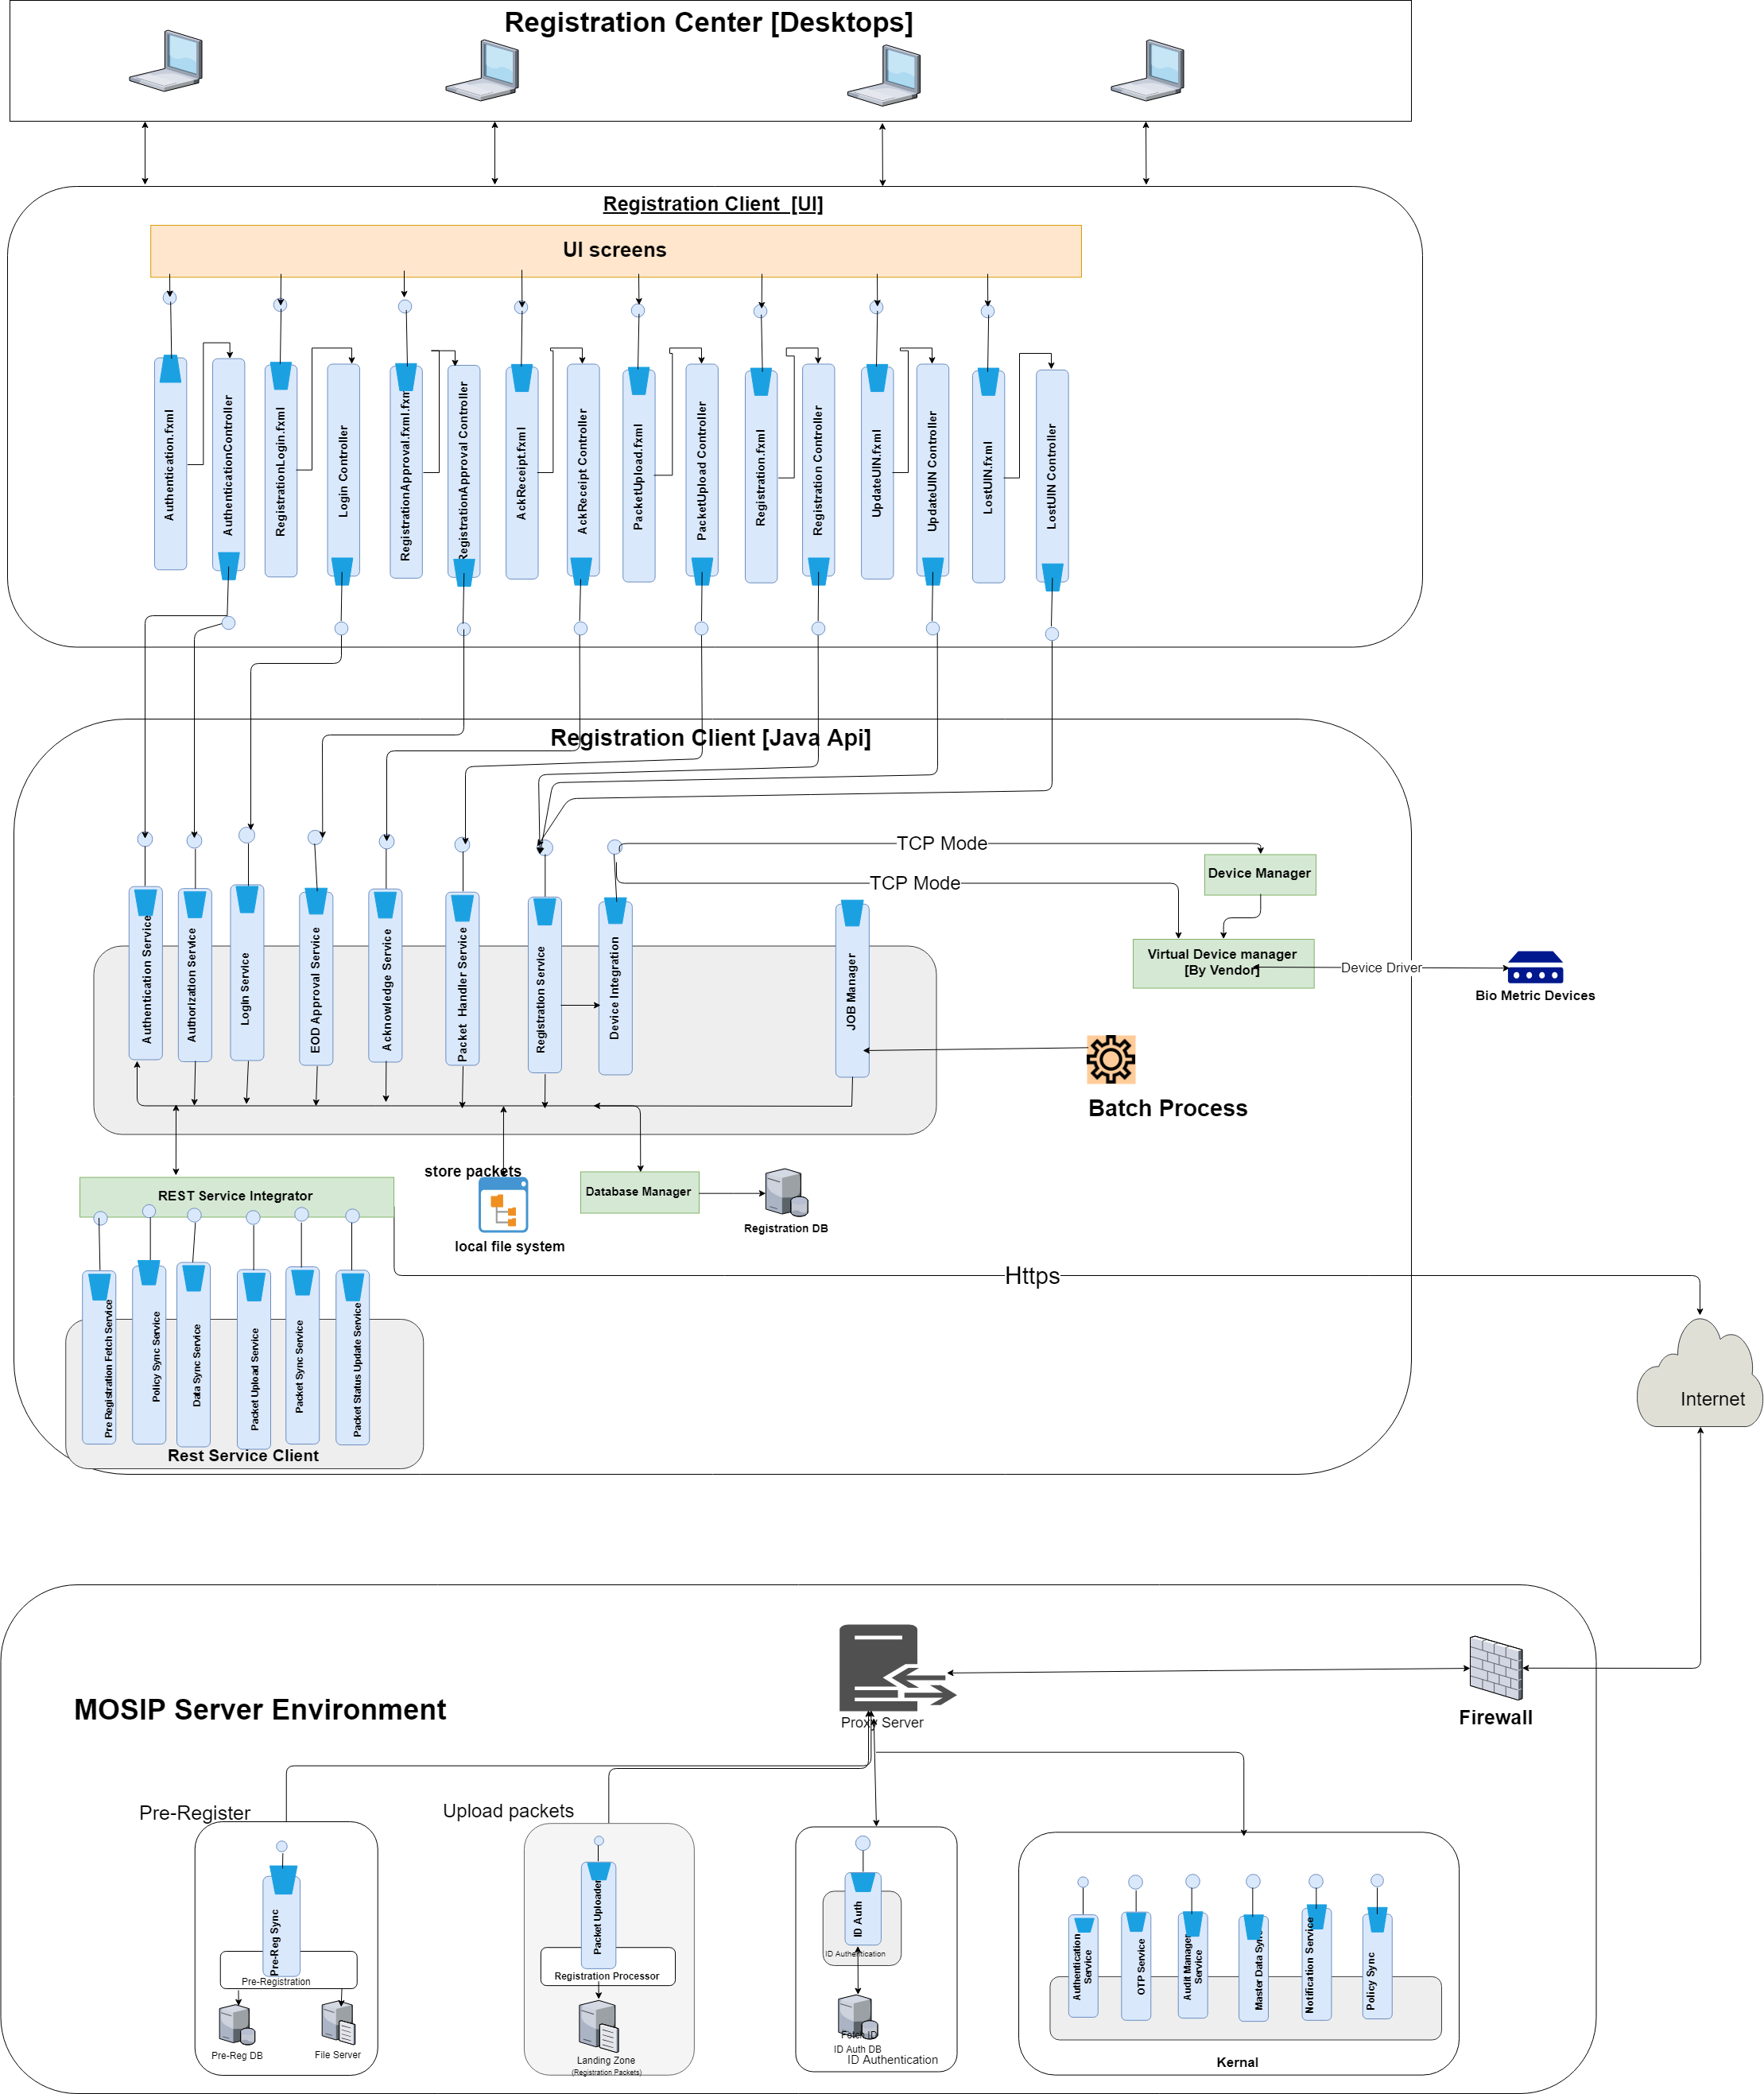 Registration Center [Desktops]
Registration Client [UI]
UI screens
Authentication.fxml
AuthenticationController
RegistrationLogin.fxml
Login Controller
RegistrationApproval.fxml.fxml
RegistrationApproval Controller
AckReceipt.fxml
AckReceipt Controller
PacketUpload.fxml
PacketUpload Controller
Registration.fxml
Registration Controller
UpdateUIN.fxml
UpdateUIN Controller
LostUIN.fxml
LostUIN Controller
Registration Client [Java Api]
TCP Mode
TCP Mode
Device Manager
Virtual Device manager
[By Vendor]
Device Driver
Bio Metric Devices
Authentication Service
Authorization Service
Login Service
EOD Approval Service
Acknowledge Service
Packet Handler Service
Registration Service
Device Integration
JOB Manager
Batch Process
store packets
REST Service Integrator
Database Manager
Registration DB
local file system
Https
Pre Registration Fetch Service
Policy Sync Service
Data Sync Service
Packet Upload Service
Packet Sync Service
Packet Status Update Service
Rest Service Client
Internet
MOSIP Server Environment
Proxy Server
Firewall
Pre-Register
Upload packets
Pre-Reg Sync
Pre-Registration
Pre-Reg DB
File Server
Packet Uploader
Registration Processor
Landing Zone
(Registration Packets)
ID Auth
ID Authentication
Fetch ID
ID Auth DB
ID Authentication
Authentication
Service
OTP Service
Audit Manager
Service
Master Data Sync
Notification Service
Policy Sync
Kernal